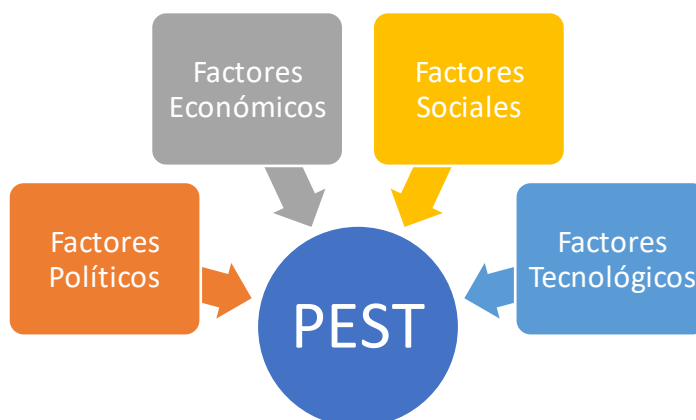 Factores
Económicos
Factores
Sociales
Factores
Políticos
Factores
Tecnológicos
PEST